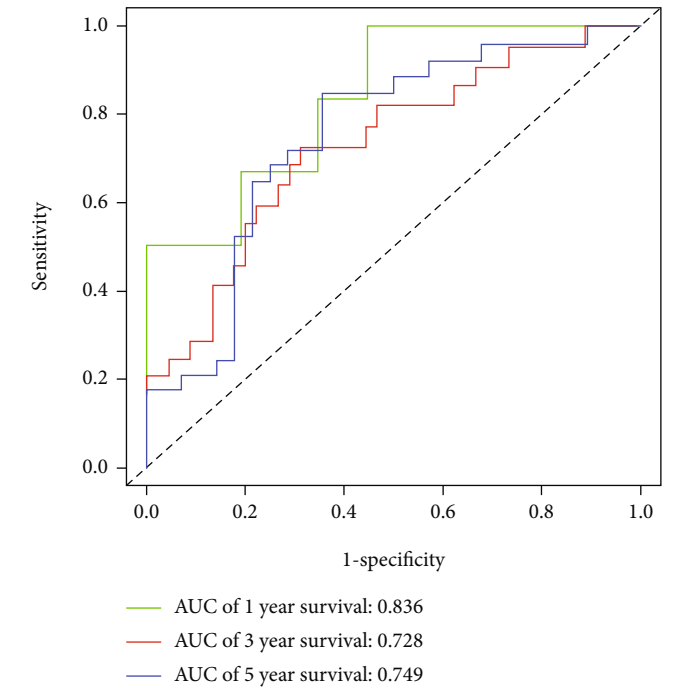 1.0
0.8
0.6
0.4
0.2
0.0
Sensitivity
0.0 0.2 0.4 0.6 0.8 1.0
1-specificity
AUC of 1 year survival: 0.836
AUC of 3 year survival: 0.728
AUC of 5 year survival: 0.749